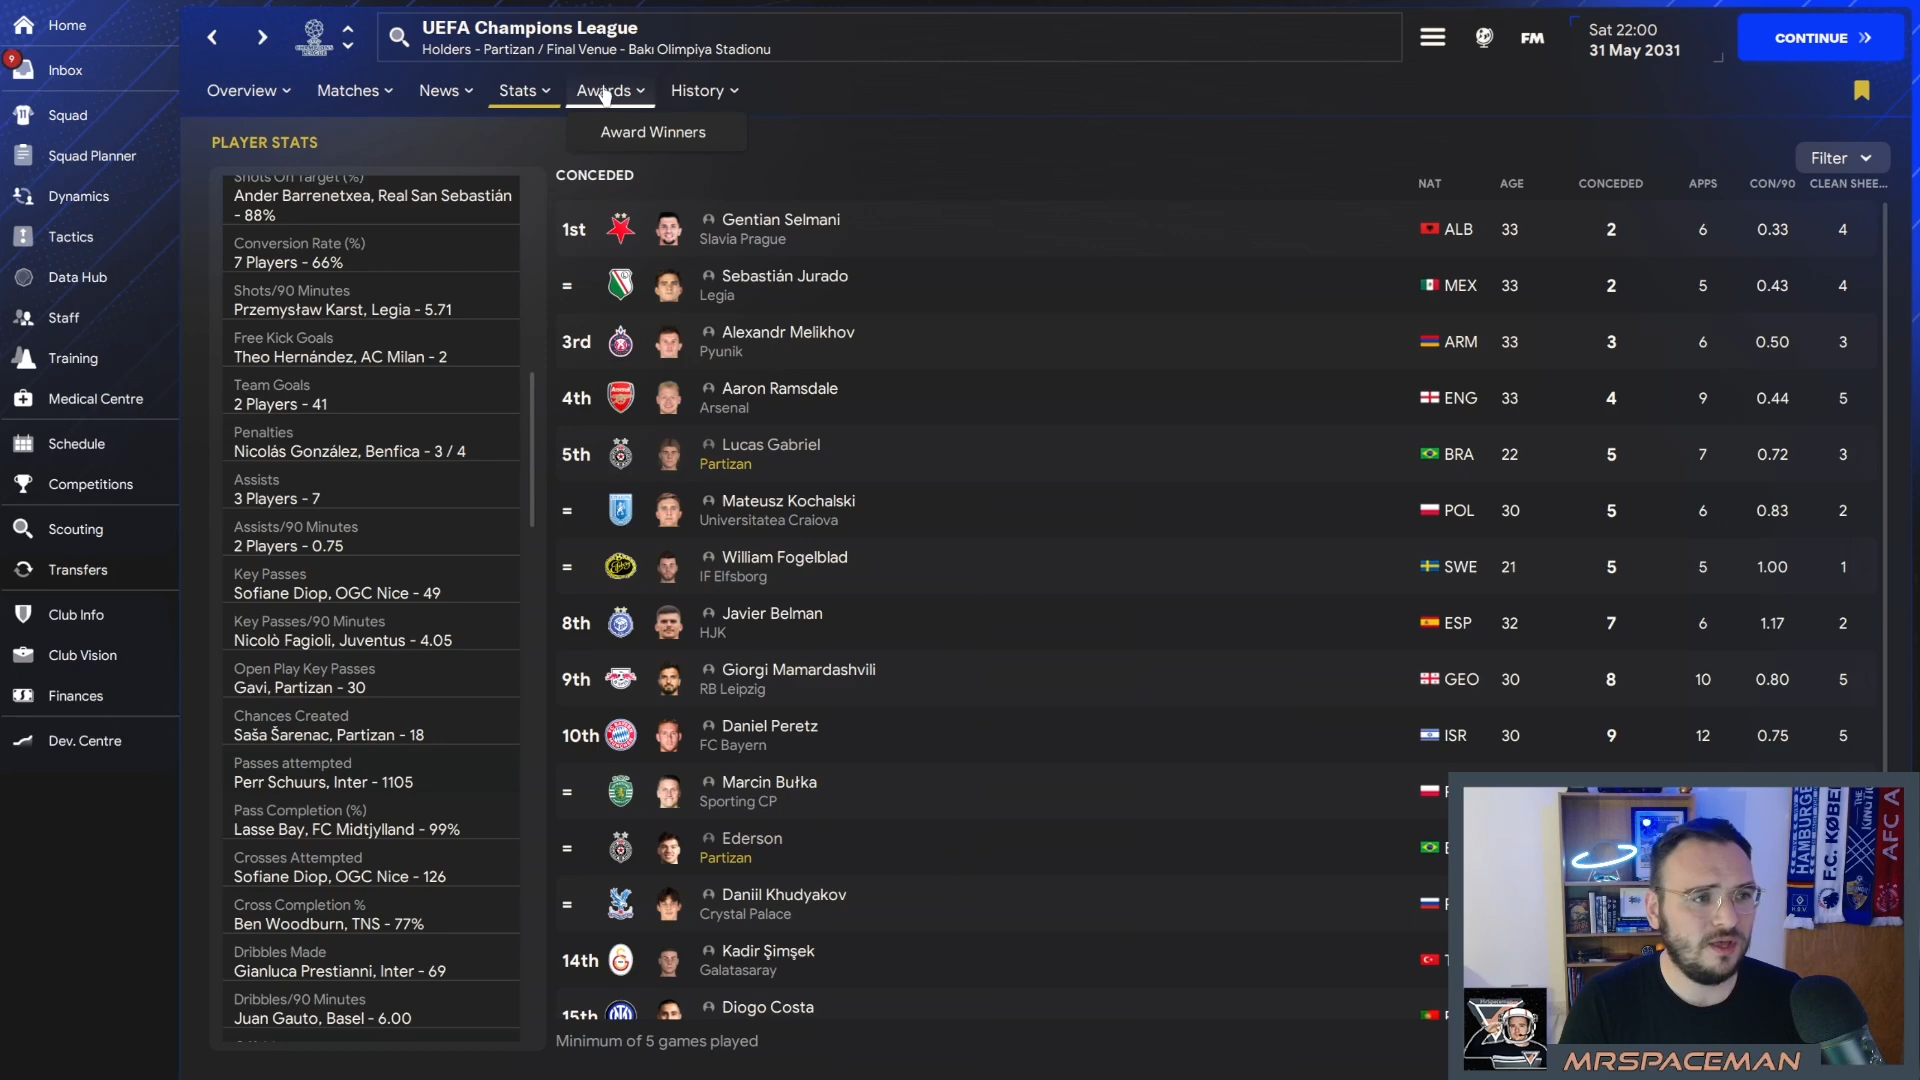 Home
9
Inbox
Squad
Squad Planner
Dynamics
Tactics
Data Hub
Staff
Training
Medical Centre
Schedule
Competitions
Scouting
Transfers
Club Info
Club Vision
Finances
Dev. Centre
UEFA Champions League
Holders - Partizan / Final Venue - Bakı Olimpiya Stadionu
FM
Sat 22:00
31 May 2031
CONTINUE
Overview
Matches
News
Stats
Awards
History
Award Winners
PLAYER STATS
Shots On Target (%)
Ander Barrenetxea, Real San Sebastián
- 88%
Conversion Rate (%)
7 Players - 66%
Shots/90 Minutes
Przemysław Karst, Legia - 5.71
Free Kick Goals
Theo Hernández, AC Milan - 2
Team Goals
2 Players - 41
Penalties
Nicolás González, Benfica - 3 / 4
Assists
3 Players - 7
Assists/90 Minutes
2 Players - 0.75
Key Passes
Sofiane Diop, OGC Nice - 49
Key Passes/90 Minutes
Nicolò Fagioli, Juventus - 4.05
Open Play Key Passes
Gavi, Partizan - 30
Chances Created
Saša Šarenac, Partizan - 18
Passes attempted
Perr Schuurs, Inter - 1105
Pass Completion (%)
Lasse Bay, FC Midtjylland - 99%
Crosses Attempted
Sofiane Diop, OGC Nice - 126
Cross Completion %
Ben Woodburn, TNS - 77%
Dribbles Made
Gianluca Prestianni, Inter - 69
Dribbles/90 Minutes
Juan Gauto, Basel - 6.00
Filter
CONCEDED
NAT AGE CONCEDED APPS CON/90 CLEAN SHEE...
1st Gentian Selmani ALB 33 2 6 0.33 4
Slavia Prague
= Sebastián Jurado MEX 33 2 5 0.43 4
Legia
3rd Alexandr Melikhov ARM 33 3 6 0.50 3
Pyunik
4th Aaron Ramsdale ENG 33 4 9 0.44 5
Arsenal
5th Lucas Gabriel BRA 22 5 7 0.72 3
Partizan
= Mateusz Kochalski POL 30 5 6 0.83 2
Universitatea Craiova
= William Fogelblad SWE 21 5 5 1.00 1
IF Elfsborg
8th Javier Belman ESP 32 7 6 1.17 2
HJK
9th Giorgi Mamardashvili GEO 30 8 10 0.80 5
RB Leipzig
10th Daniel Peretz ISR 30 9 12 0.75 5
FC Bayern
= Marcin Bułka
Sporting CP
= Ederson
Partizan
= Daniil Khudyakov
Crystal Palace
14th Kadir Şimşek
Galatasaray
15th Diogo Costa
Minimum of 5 games played
HAMBURGER
F.C. KØBE
AFC A
MRSPACEMAN